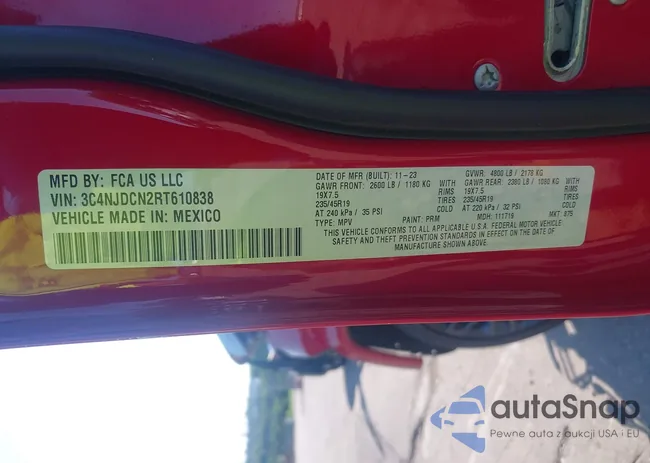 MFD BY: FCA US LLC
VIN: 3C4NJDCN2RT610838
VEHICLE MADE IN: MEXICO
DATE OF MFR (BUILT): 11-23
GVWR: 4800 LB / 2178 KG
GAWR FRONT: 2600 LB / 1180 KG WITH
GAWR REAR: 2380 LB / 1080 KG WITH
19X7.5 RIMS
19X7.5 RIMS
235/45R19 TIRES
235/45R19 TIRES
AT 240 kPa / 35 PSI COLD
AT 220 kPa / 32 PSI COLD
TYPE: MPV PAINT: PRM MDH: 111719 MKT: 875
THIS VEHICLE CONFORMS TO ALL APPLICABLE U.S.A. FEDERAL MOTOR VEHICLE
SAFETY AND THEFT PREVENTION STANDARDS IN EFFECT ON THE DATE OF
MANUFACTURE SHOWN ABOVE.
autaSnap
Pewne auta z aukcji USA i EU